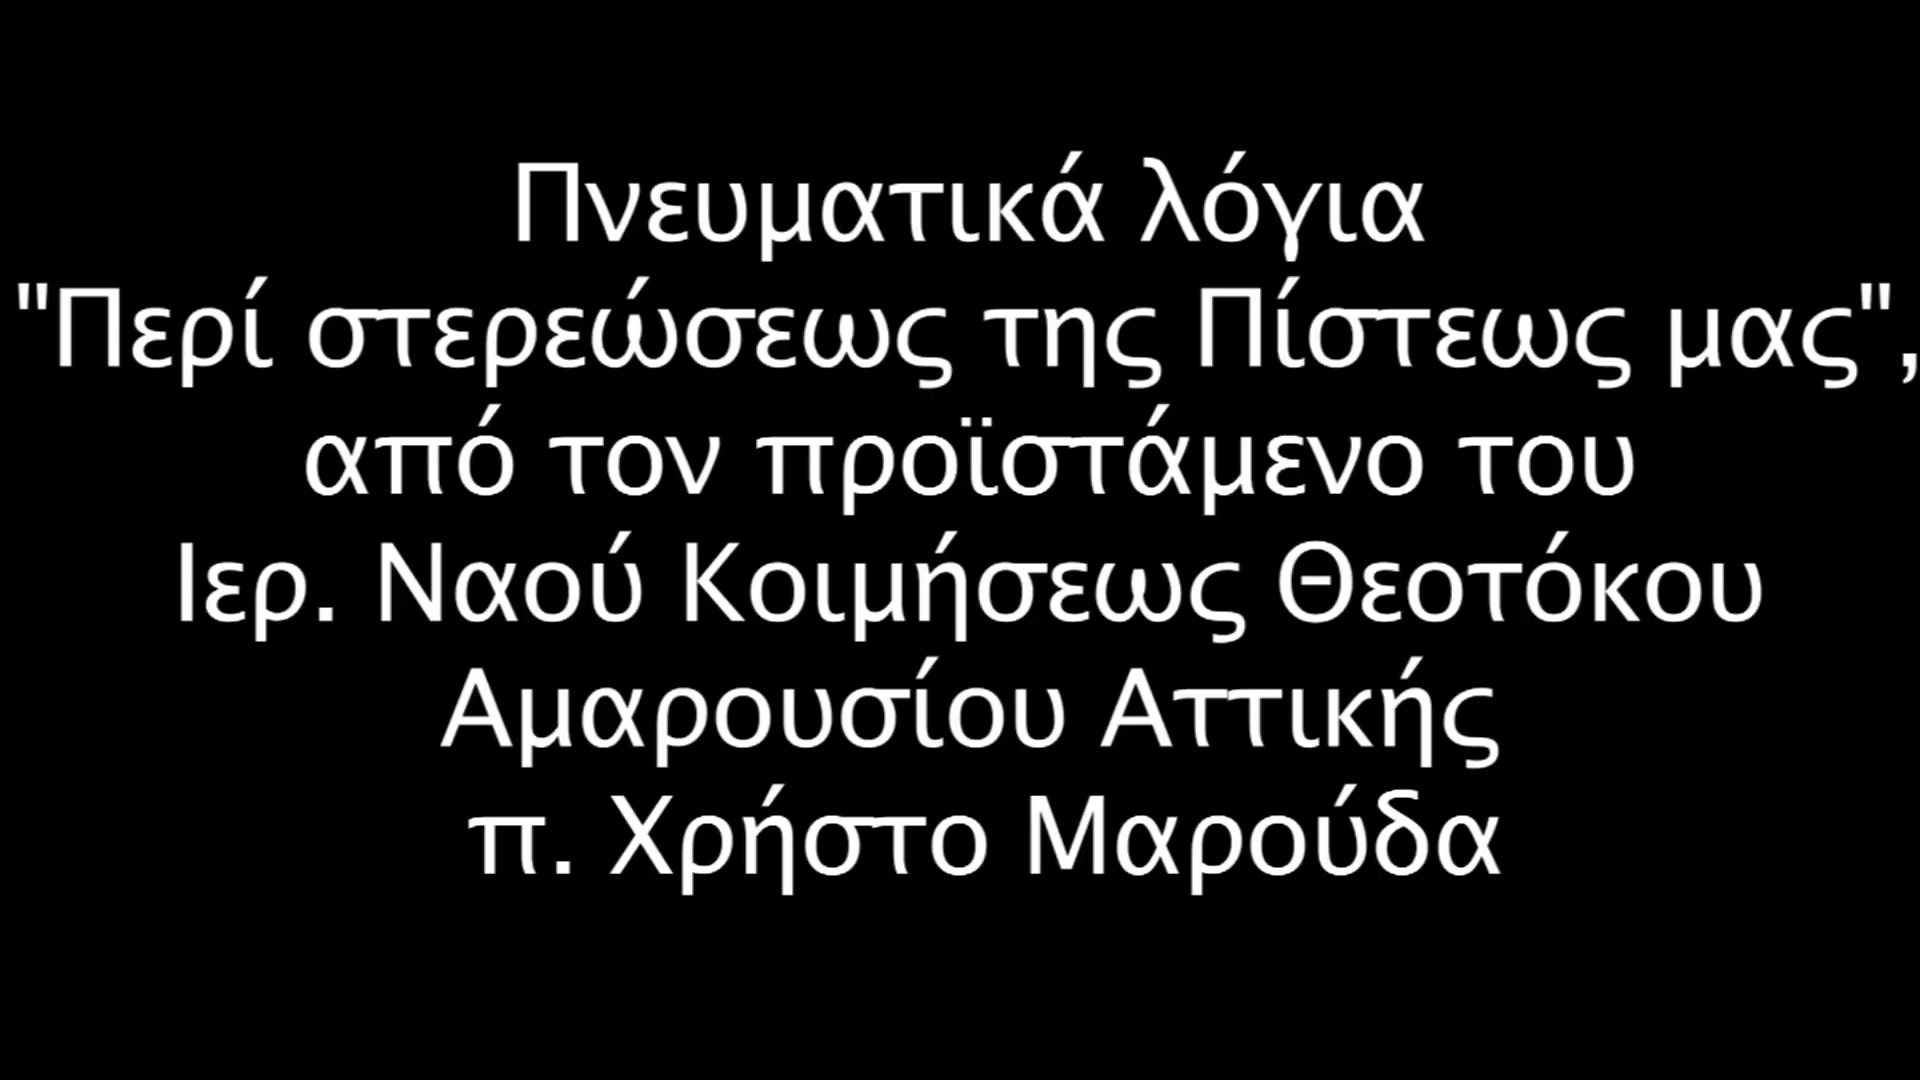 Πνευματικά λόγια
"Περί στερεώσεως της Πίστεως μας",
από τον προϊστάμενο του
Ιερ. Ναού Κοιμήσεως Θεοτόκου
Αμαρουσίου Αττικής
π. Χρήστο Μαρούδα